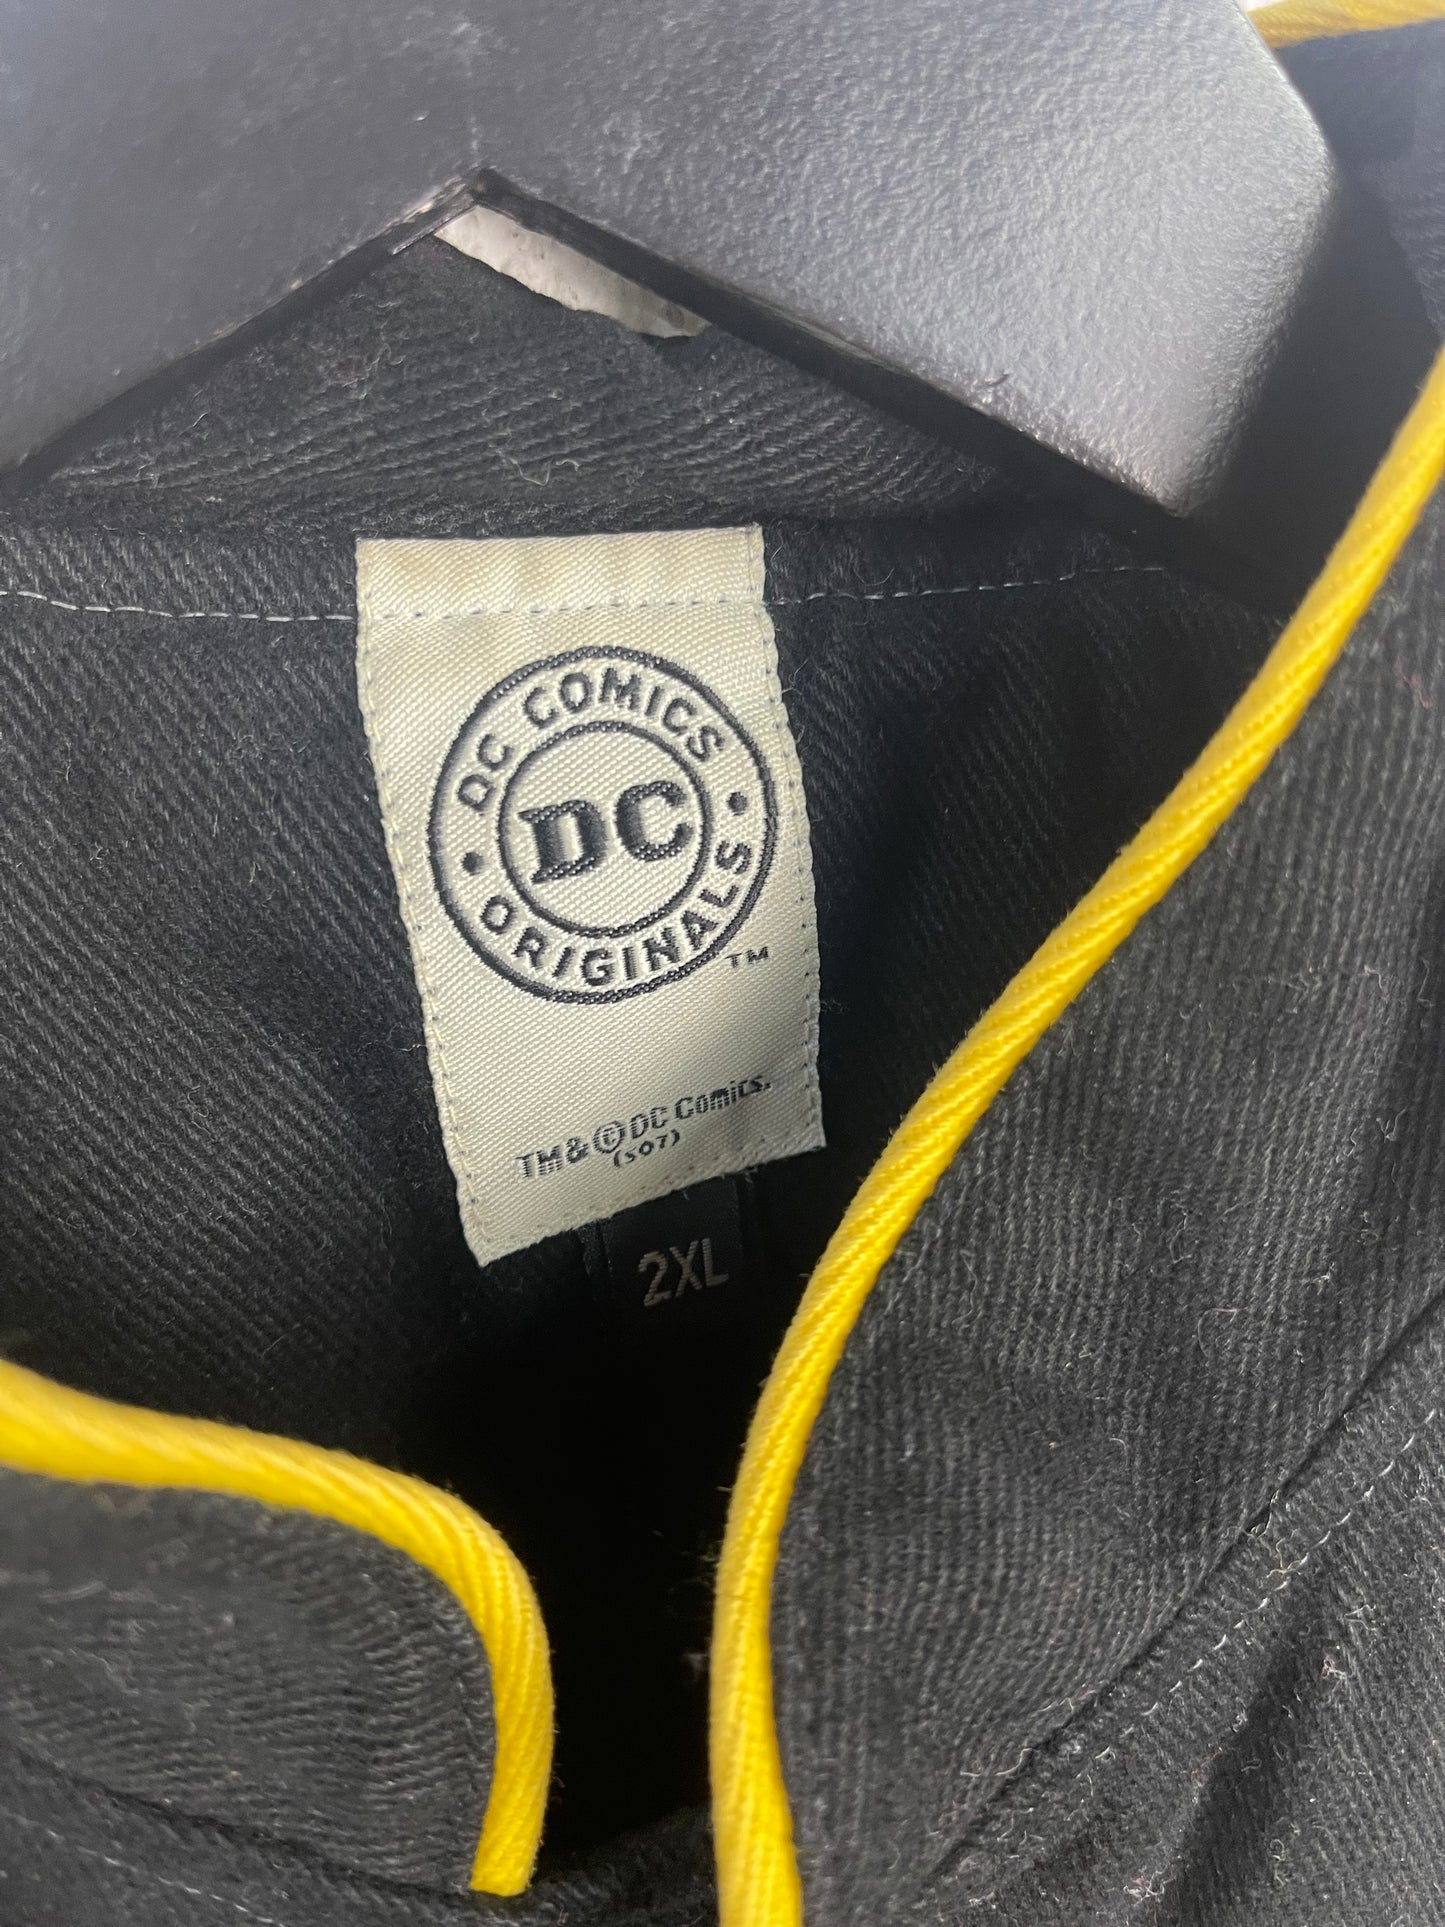 DC COMICS
DC
ORIGINALS
TM
TM & © DC Comics.
(s07)
2XL